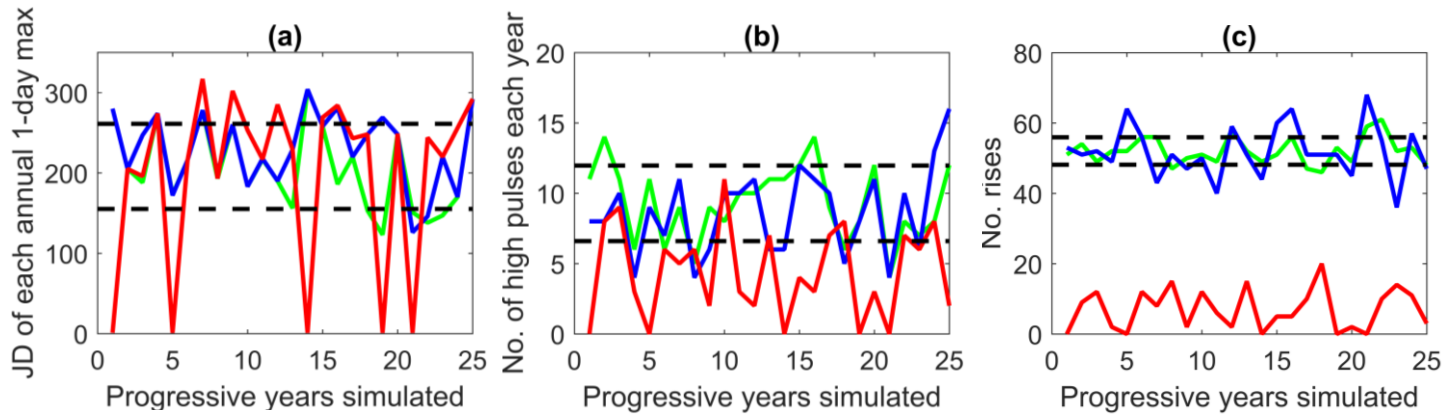 (a)
JD of each annual 1-day max
300
200
100
0
0 5 10 15 20 25
Progressive years simulated
(b)
No. of high pulses each year
20
15
10
5
0
0 5 10 15 20 25
Progressive years simulated
(c)
No. rises
80
60
40
20
0
0 5 10 15 20 25
Progressive years simulated